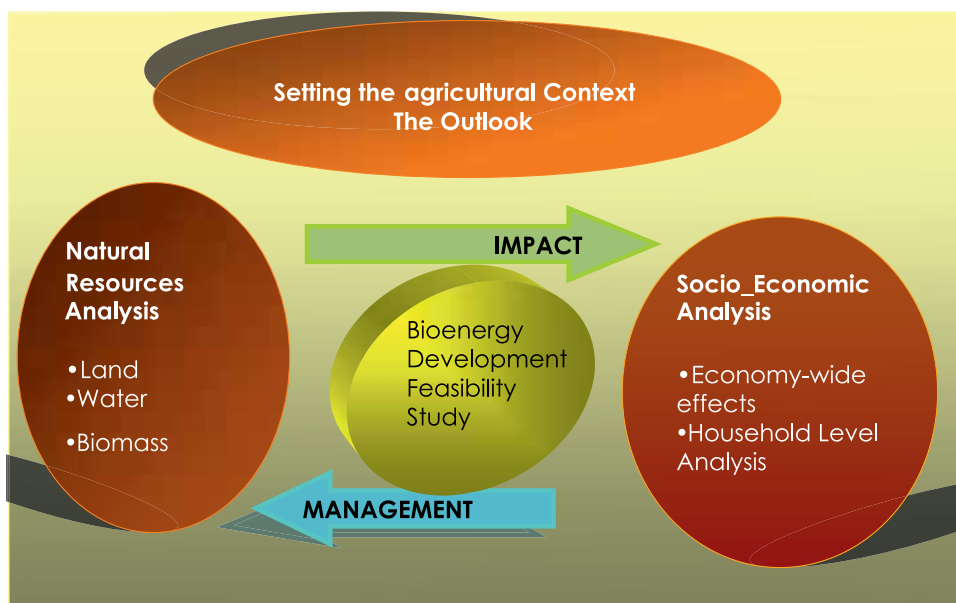 Setting the agricultural Context
The Outlook
Natural
Resources
Analysis
•Land
•Water
•Biomass
IMPACT
Bioenergy
Development
Feasibility
Study
MANAGEMENT
Socio_Economic
Analysis
•Economy-wide
effects
•Household Level
Analysis